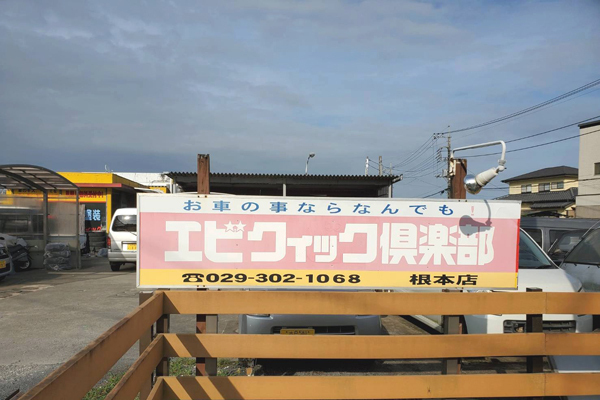 お車の事ならなんでも
エビクィック倶楽部
☎029-302-1068 根本店